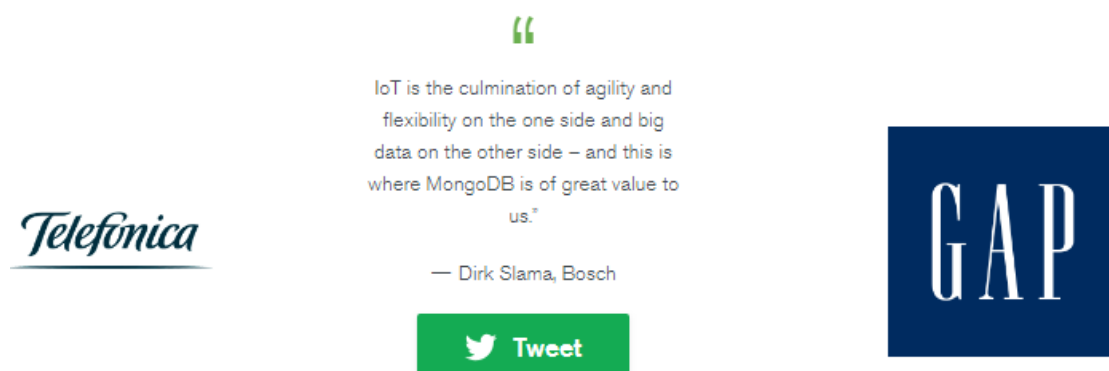 “
IoT is the culmination of agility and
flexibility on the one side and big
data on the other side – and this is
where MongoDB is of great value to
us.”
— Dirk Slama, Bosch
Tweet
Telefónica
GAP